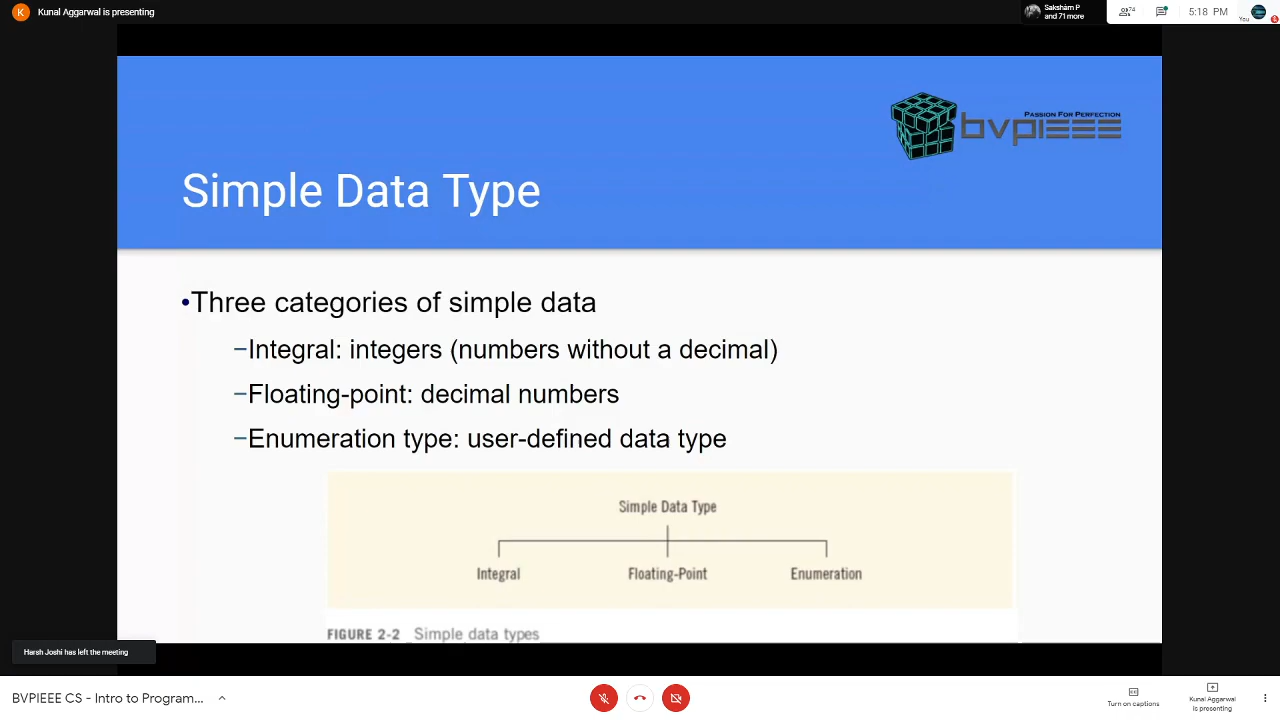 K Kunal Aggarwal is presenting
Saksham P
and 71 more
74
5:18 PM
You
PASSION FOR PERFECTION
bvpieee
Simple Data Type
•Three categories of simple data
–Integral: integers (numbers without a decimal)
–Floating-point: decimal numbers
–Enumeration type: user-defined data type
Simple Data Type
Integral Floating-Point Enumeration
FIGURE 2-2 Simple data types
Harsh Joshi has left the meeting
BVPIEEE CS - Intro to Program...
Turn on captions
Kunal Aggarwal
is presenting